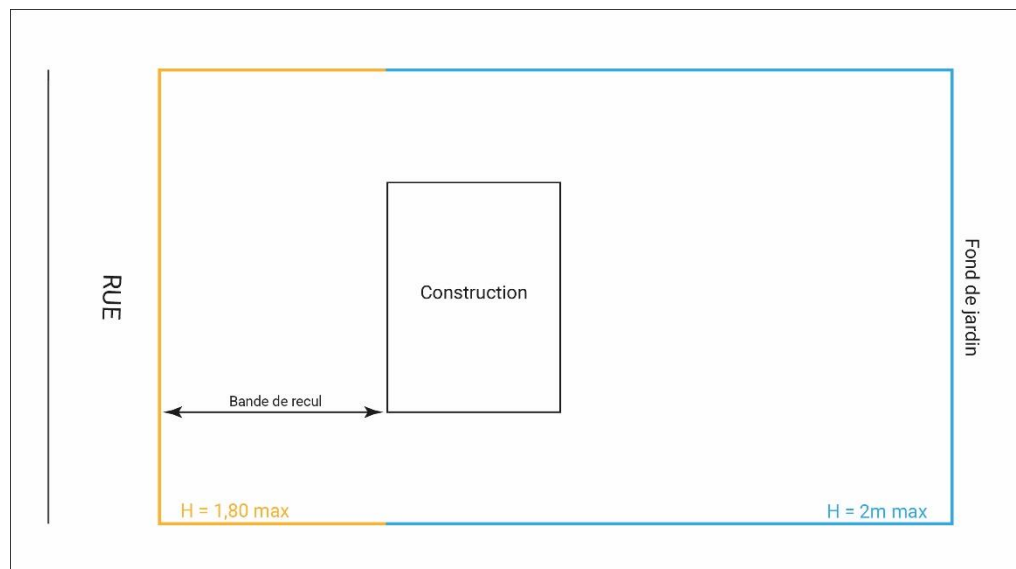 RUE
Construction
Fond de jardin
Bande de recul
H = 1,80 max
H = 2m max